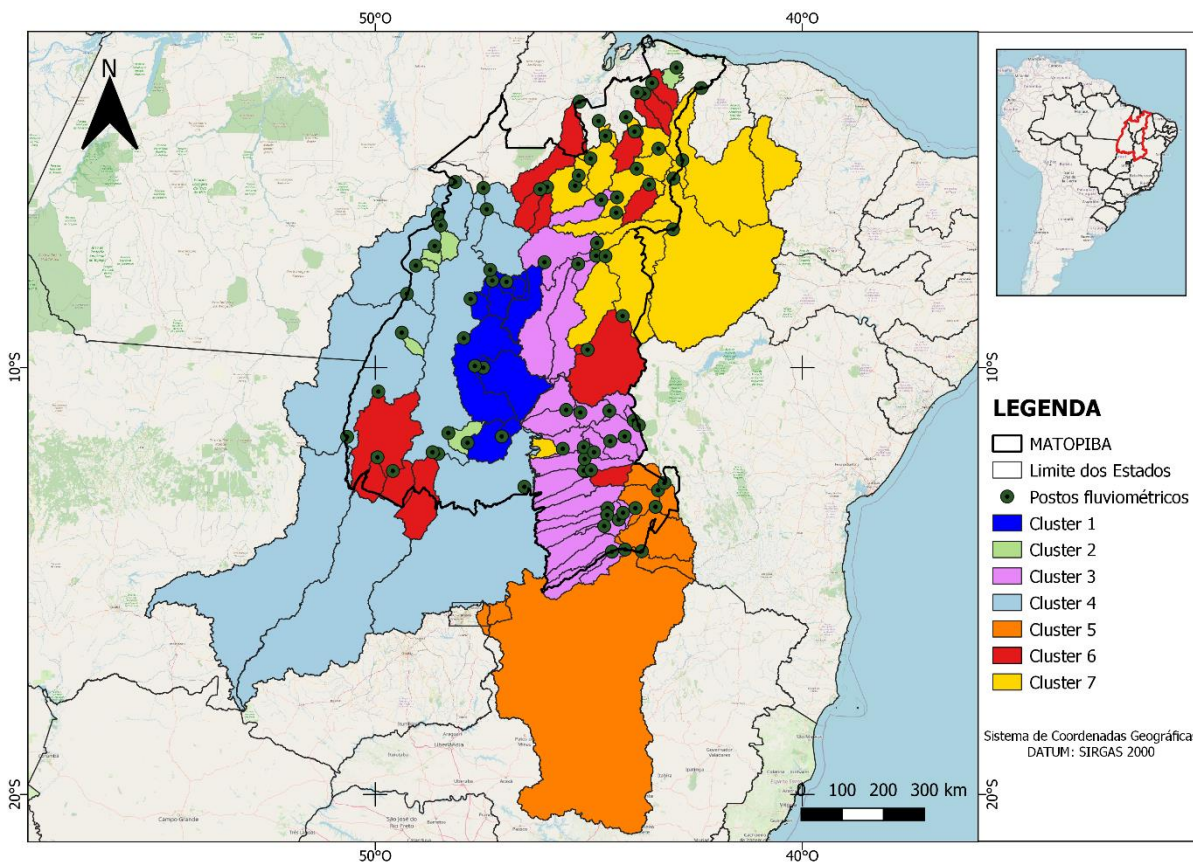 50°O
40°O
N
10°S
10°S
LEGENDA
MATOPIBA
Limite dos Estados
Postos fluviométricos
Cluster 1
Cluster 2
Cluster 3
Cluster 4
Cluster 5
Cluster 6
Cluster 7
Sistema de Coordenadas Geográficas
DATUM: SIRGAS 2000
0 100 200 300 km
20°S
20°S
Campo Grande
50°O
40°O